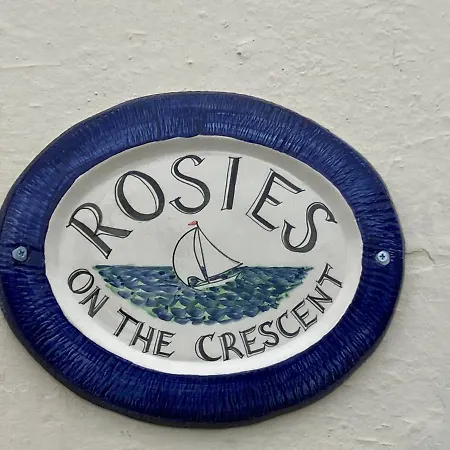 ROSIES
ON THE CRESCENT